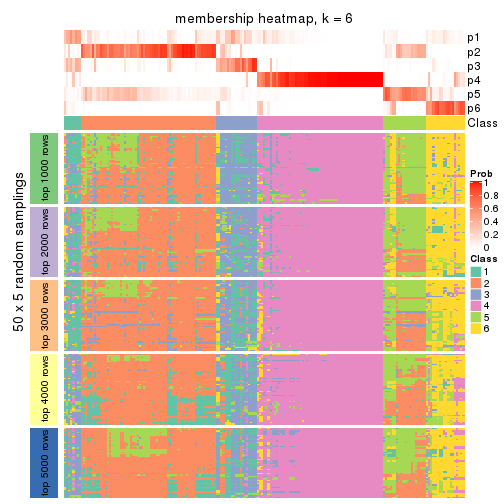 membership heatmap, k = 6
p1
p2
p3
p4
p5
p6
Class
50 x 5 random samplings
top 1000 rows
top 2000 rows
top 3000 rows
top 4000 rows
top 5000 rows
Prob
1
0.8
0.6
0.4
0.2
0
Class
1
2
3
4
5
6